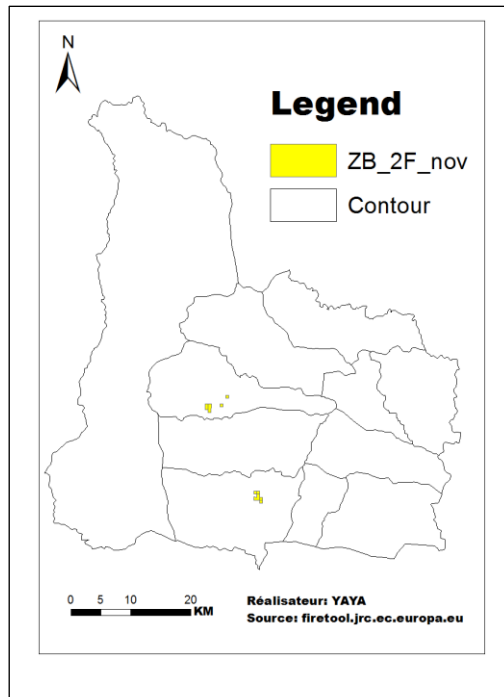 N
Legend
ZB_2F_nov
Contour
0 5 10 20
KM
Réalisateur: YAYA
Source: firetool.jrc.ec.europa.eu